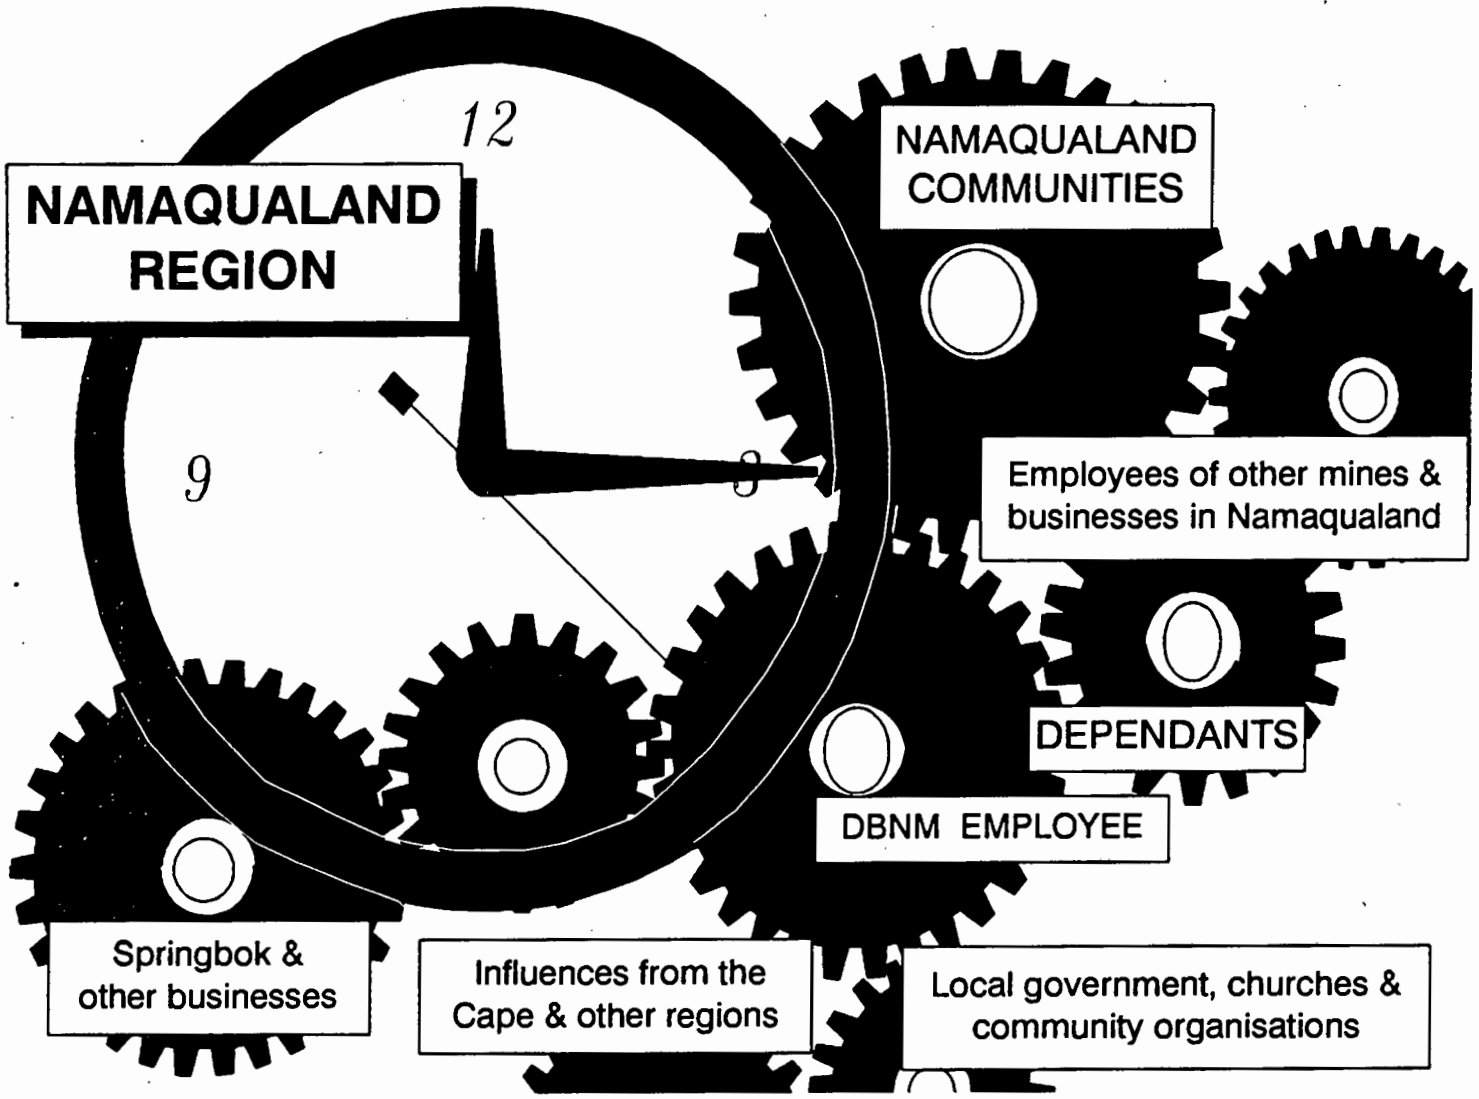 12
NAMAQUALAND
COMMUNITIES
NAMAQUALAND
REGION
9
3
Employees of other mines &
businesses in Namaqualand
DEPENDANTS
DBNM EMPLOYEE
Springbok &
other businesses
Influences from the
Cape & other regions
Local government, churches &
community organisations